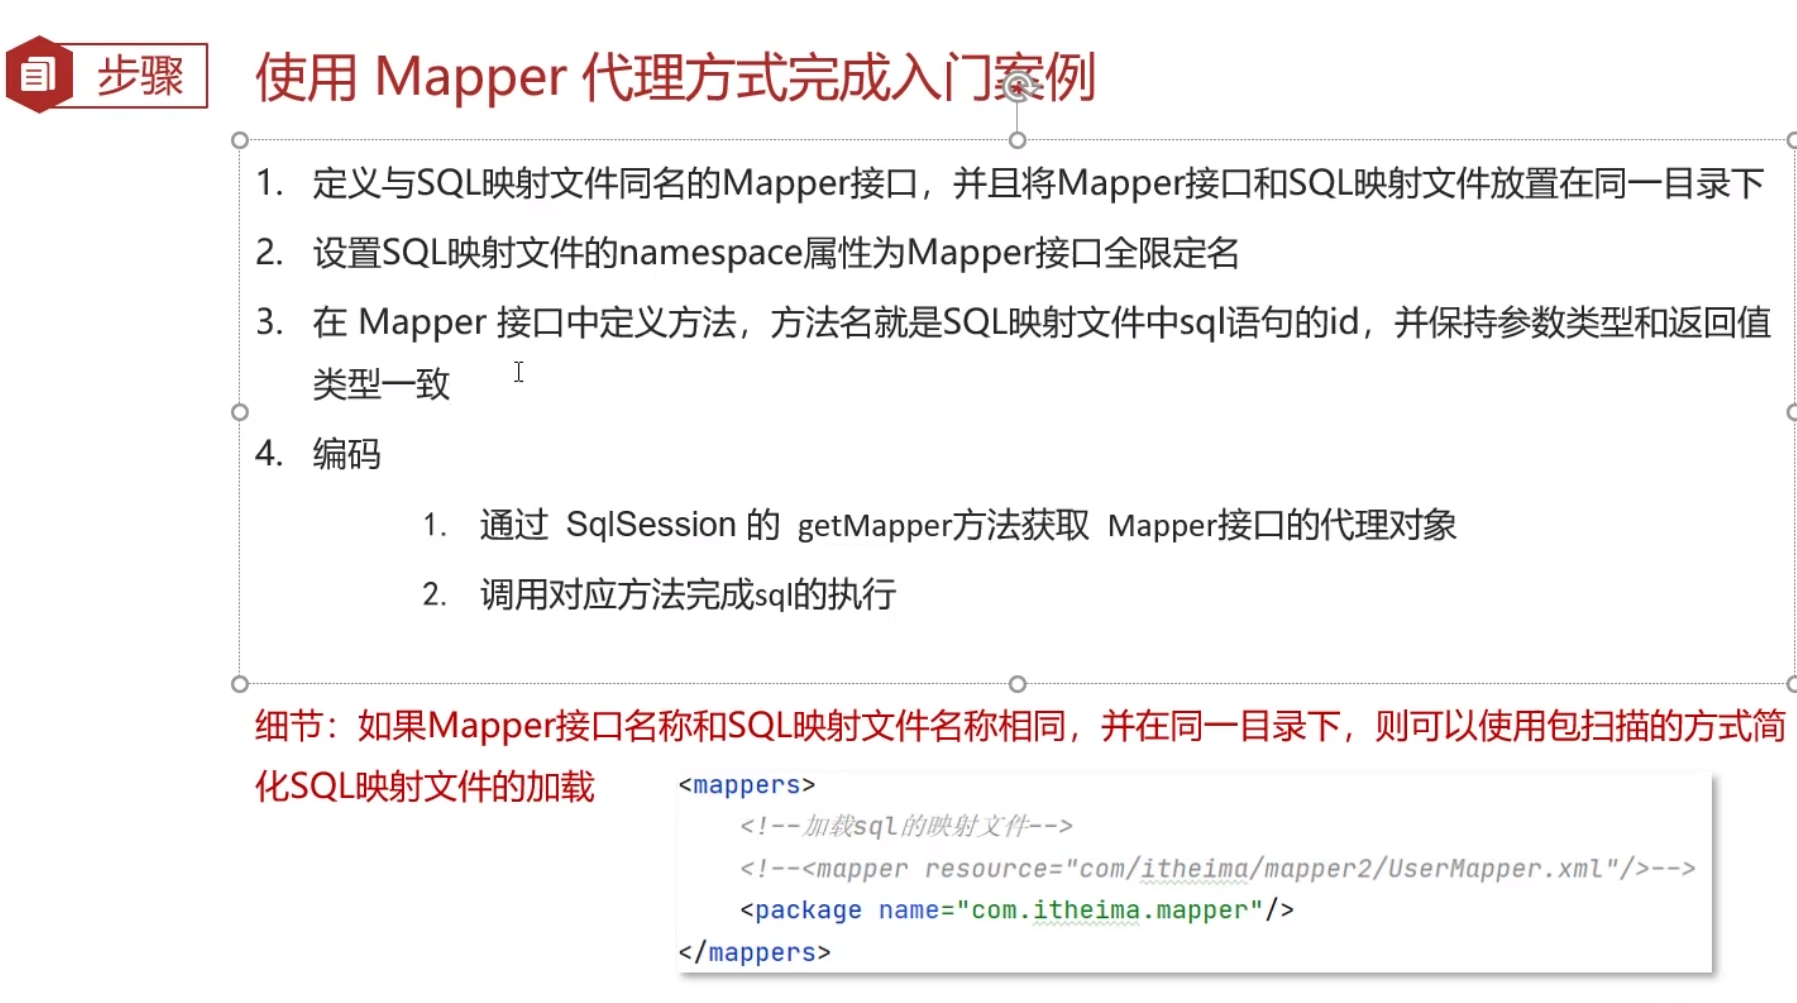 步骤
使用 Mapper 代理方式完成入门案例
1. 定义与SQL映射文件同名的Mapper接口，并且将Mapper接口和SQL映射文件放置在同一目录下
2. 设置SQL映射文件的namespace属性为Mapper接口全限定名
3. 在 Mapper 接口中定义方法，方法名就是SQL映射文件中sql语句的id，并保持参数类型和返回值
类型一致
4. 编码
1. 通过 SqlSession 的 getMapper方法获取 Mapper接口的代理对象
2. 调用对应方法完成sql的执行
细节：如果Mapper接口名称和SQL映射文件名称相同，并在同一目录下，则可以使用包扫描的方式简
化SQL映射文件的加载
<mappers>
<!--加载sql的映射文件-->
<!--<mapper resource="com/itheima/mapper2/UserMapper.xml"/>-->
<package name="com.itheima.mapper"/>
</mappers>